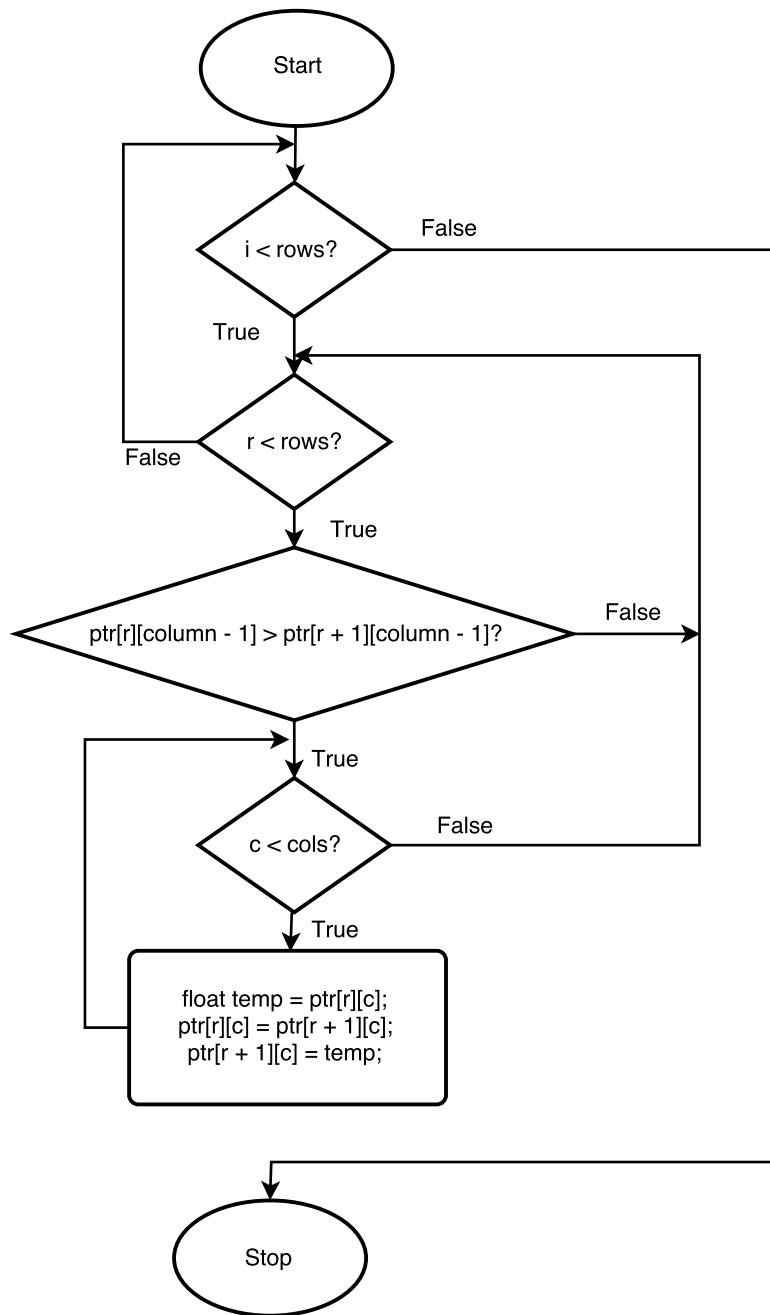 Start
i < rows?
False
True
r < rows?
False
True
ptr[r][column - 1] > ptr[r + 1][column - 1]?
False
True
c < cols?
False
True
float temp = ptr[r][c];
ptr[r][c] = ptr[r + 1][c];
ptr[r + 1][c] = temp;
Stop